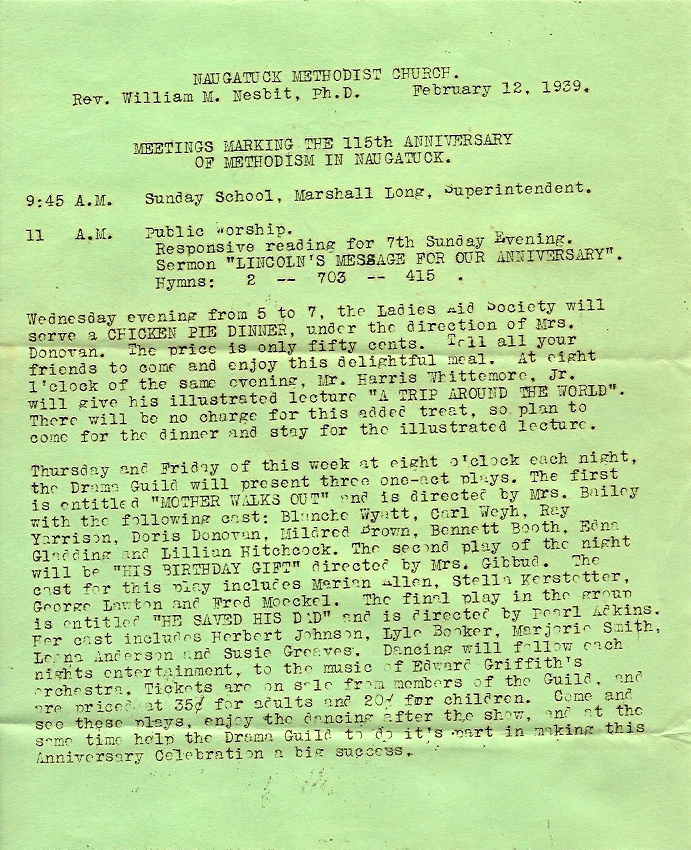 NAUGATUCK METHODIST CHURCH.
Rev. William M. Nesbit, Ph.D. February 12, 1939.
MEETINGS MARKING THE 115th ANNIVERSARY
OF METHODISM IN NAUGATUCK.
9:45 A.M. Sunday School, Marshall Long, Superintendent.
11 A.M. Public Worship.
Responsive reading for 7th Sunday Evening.
Sermon "LINCOLN'S MESSAGE FOR OUR ANNIVERSARY".
Hymns: 2 -- 703 -- 415 .
Wednesday evening from 5 to 7, the Ladies Aid Society will
serve a CHICKEN PIE DINNER, under the direction of Mrs.
Donovan. The price is only fifty cents. Tell all your
friends to come and enjoy this delightful meal. At eight
l'clock of the same evening, Mr. Harris Whittemore, Jr.
will give his illustrated lecture "A TRIP AROUND THE WORLD".
There will be no charge for this added treat, so plan to
come for the dinner and stay for the illustrated lecture.
Thursday and Friday of this week at eight o'clock each night,
the Drama Guild will present three one-act plays. The first
is entitled "MOTHER WALKS OUT" and is directed by Mrs. Bailey
with the following cast: Blanche Wyatt, Carl Weyh, Ray
Yarrison, Doris Donovan, Mildred Brown, Bennett Booth, Edna
Gladding and Lillian Hitchcock. The second play of the night
will be "HIS BIRTHDAY GIFT" directed by Mrs. Gibbud. The
cast for this play includes Marian Allen, Stella Kerstetter,
George Lawton and Fred Moeckel. The final play in the group
is entitled "HE SAVED HIS DAD" and is directed by Pearl Adkins.
Her cast includes Herbert Johnson, Lyle Booker, Marjorie Smith,
Leona Anderson and Susie Greaves. Dancing will follow each
nights entertainment, to the music of Edward Griffith's
orchestra. Tickets are on sale from members of the Guild, and
are priced at 35¢ for adults and 20¢ for children. Come and
see these plays, enjoy the dancing after the show, and at the
same time help the Drama Guild to do it's part in making this
Anniversary Celebration a big success.